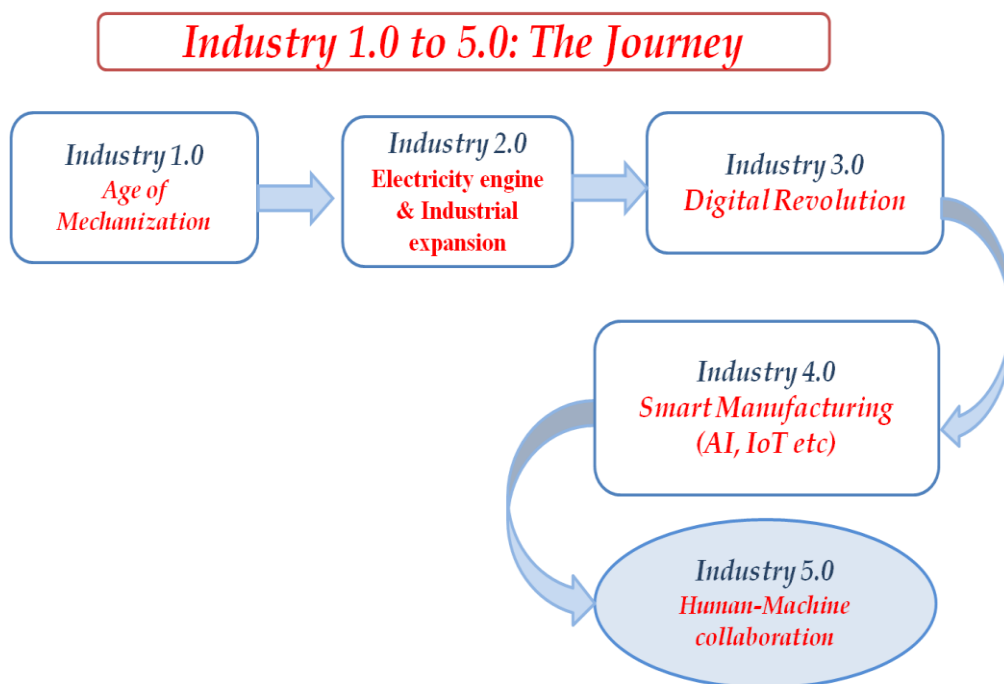 Industry 1.0 to 5.0: The Journey
Industry 1.0
Age of
Mechanization
Industry 2.0
Electricity engine
& Industrial
expansion
Industry 3.0
Digital Revolution
Industry 4.0
Smart Manufacturing
(AI, IoT etc)
Industry 5.0
Human-Machine
collaboration